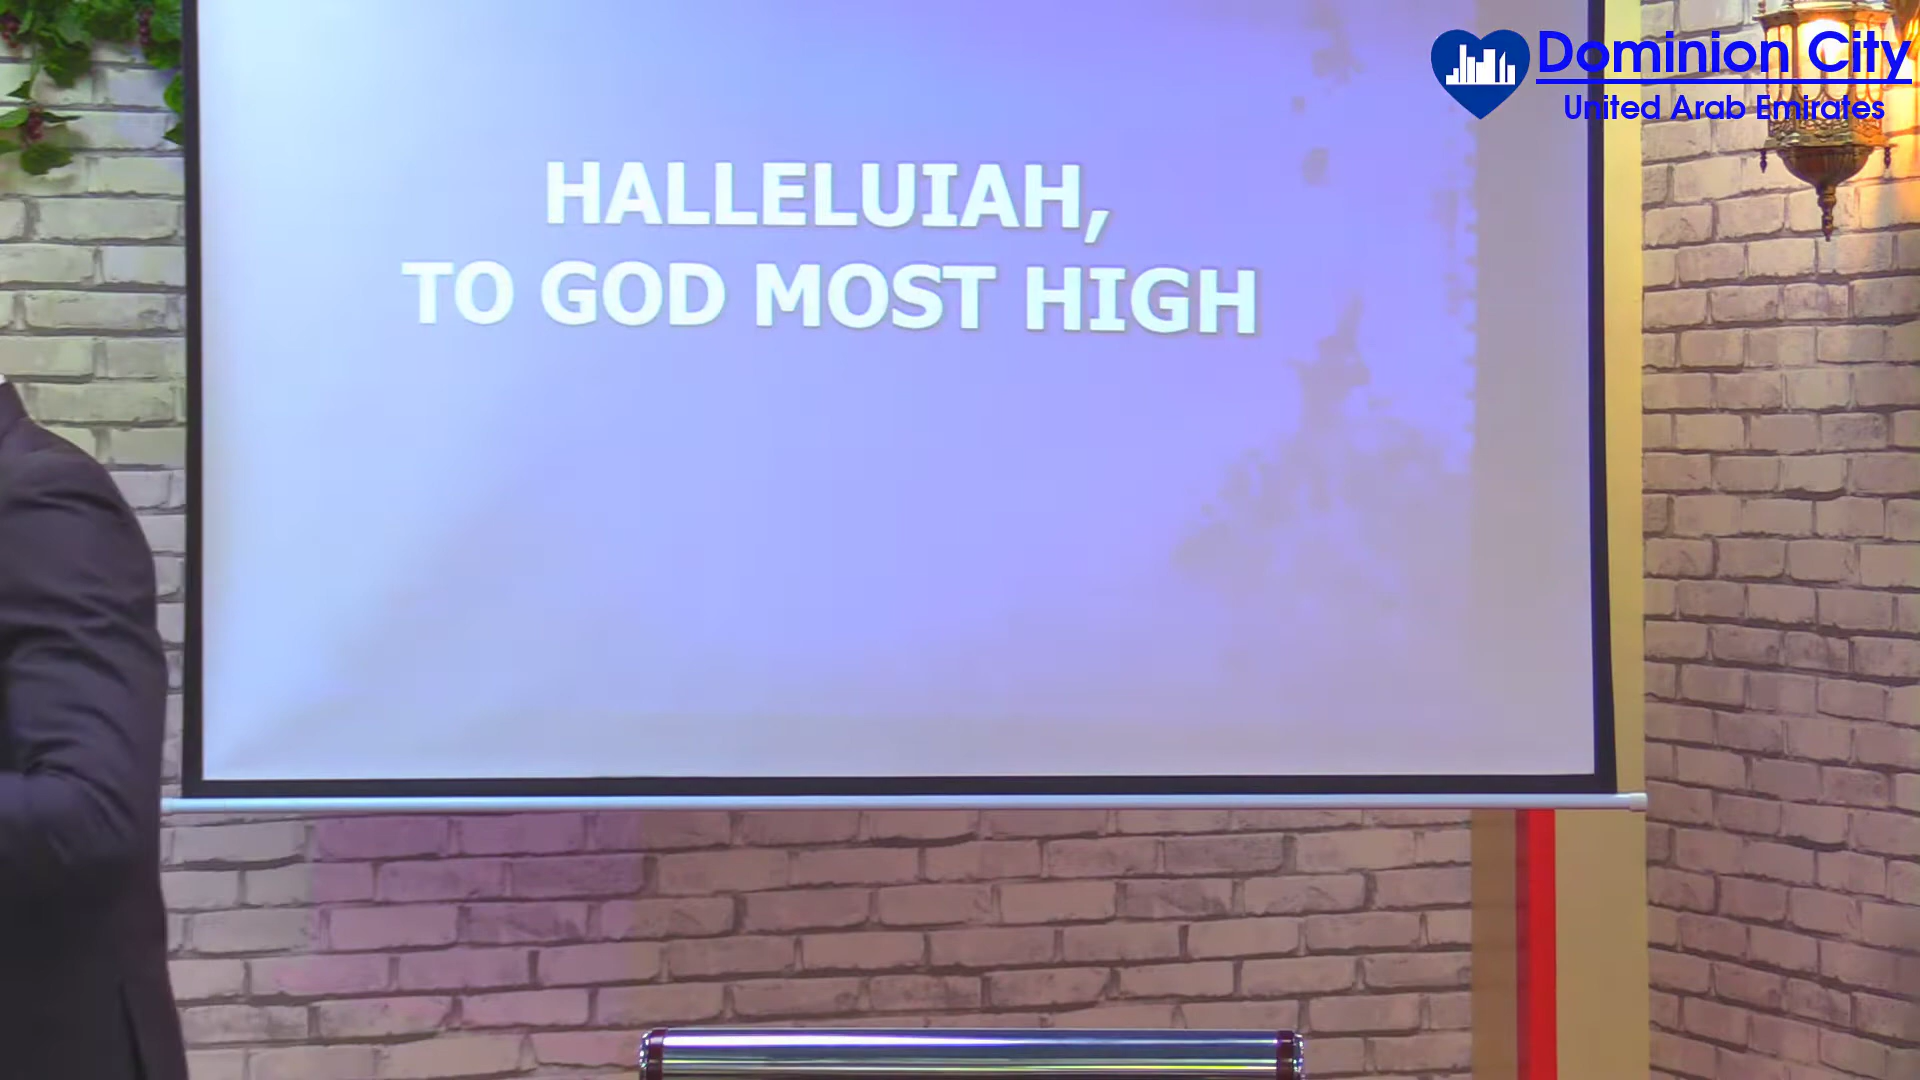 Dominion City
United Arab Emirates
HALLELUIAH,
TO GOD MOST HIGH